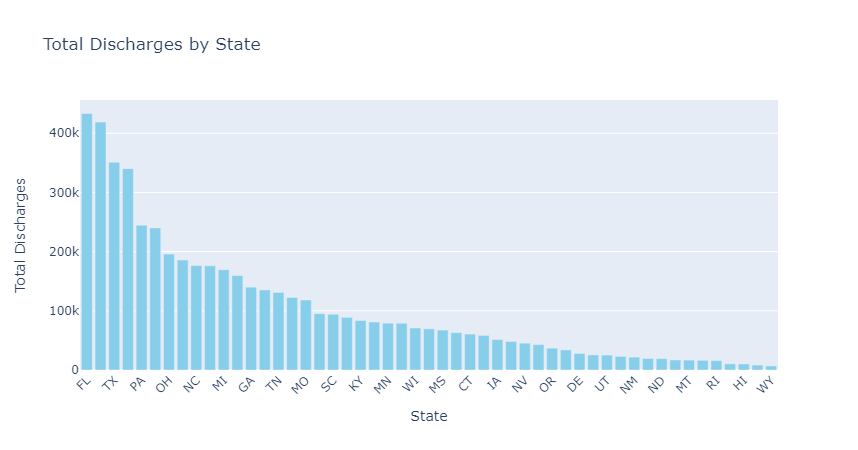 Total Discharges by State
Total Discharges
400k
300k
200k
100k
0
FL TX PA OH NC MI GA TN MO SC KY MN WI MS CT IA NV OR DE UT NM ND MT RI HI WY
State